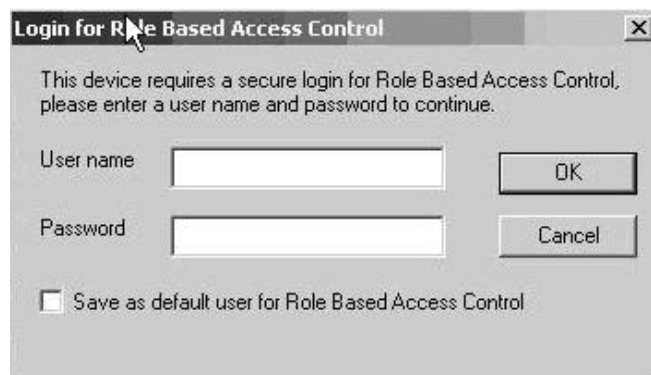 Login for Role Based Access Control
This device requires a secure login for Role Based Access Control,
please enter a user name and password to continue.
User name
OK
Password
Cancel
Save as default user for Role Based Access Control